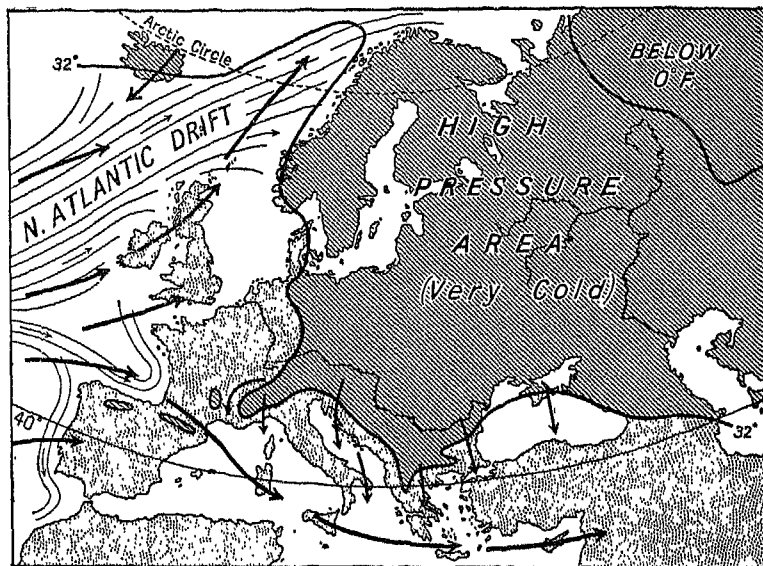 Arctic Circle
32°
BELOW
0°F.
N. ATLANTIC DRIFT
HIGH
PRESSURE
AREA
(Very Cold)
40°
32°